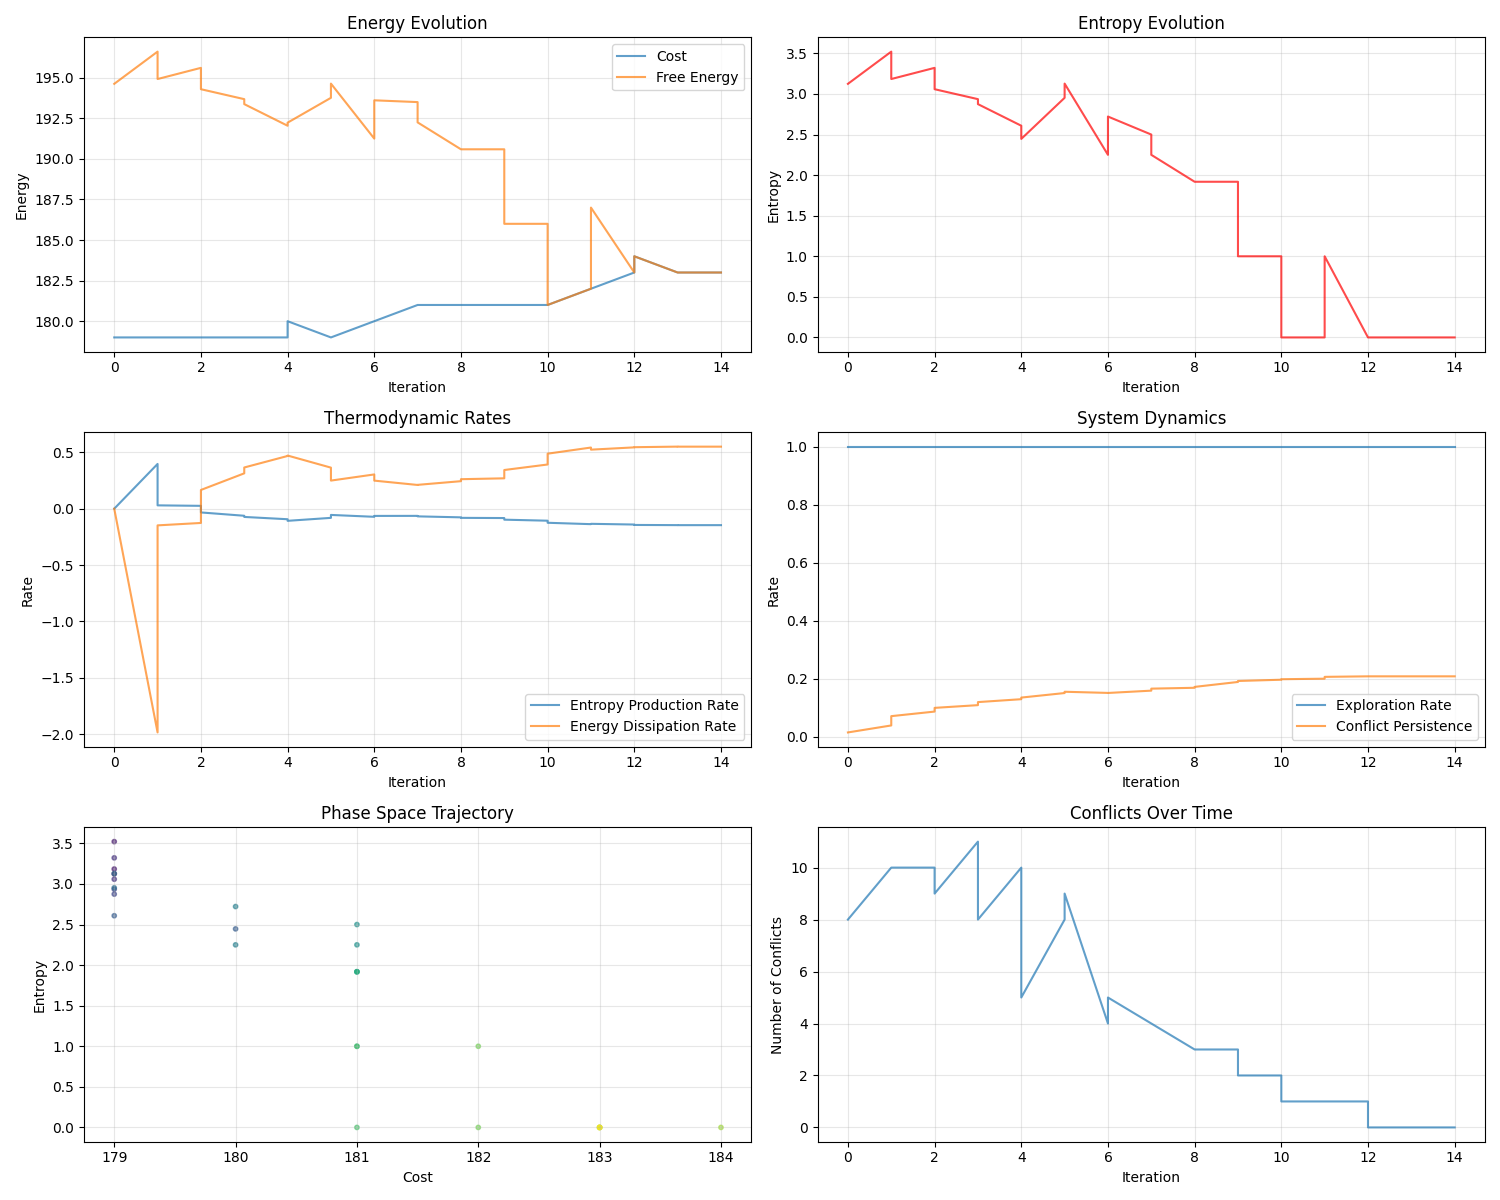 Energy Evolution
Energy
195.0
192.5
190.0
187.5
185.0
182.5
180.0
Cost
Free Energy
0 2 4 6 8 10 12 14
Iteration
Entropy Evolution
Entropy
3.5
3.0
2.5
2.0
1.5
1.0
0.5
0.0
0 2 4 6 8 10 12 14
Iteration
Thermodynamic Rates
Rate
0.5
0.0
−0.5
−1.0
−1.5
−2.0
Entropy Production Rate
Energy Dissipation Rate
0 2 4 6 8 10 12 14
Iteration
System Dynamics
Rate
1.0
0.8
0.6
0.4
0.2
0.0
Exploration Rate
Conflict Persistence
0 2 4 6 8 10 12 14
Iteration
Phase Space Trajectory
Entropy
3.5
3.0
2.5
2.0
1.5
1.0
0.5
0.0
179 180 181 182 183 184
Cost
Conflicts Over Time
Number of Conflicts
10
8
6
4
2
0
0 2 4 6 8 10 12 14
Iteration